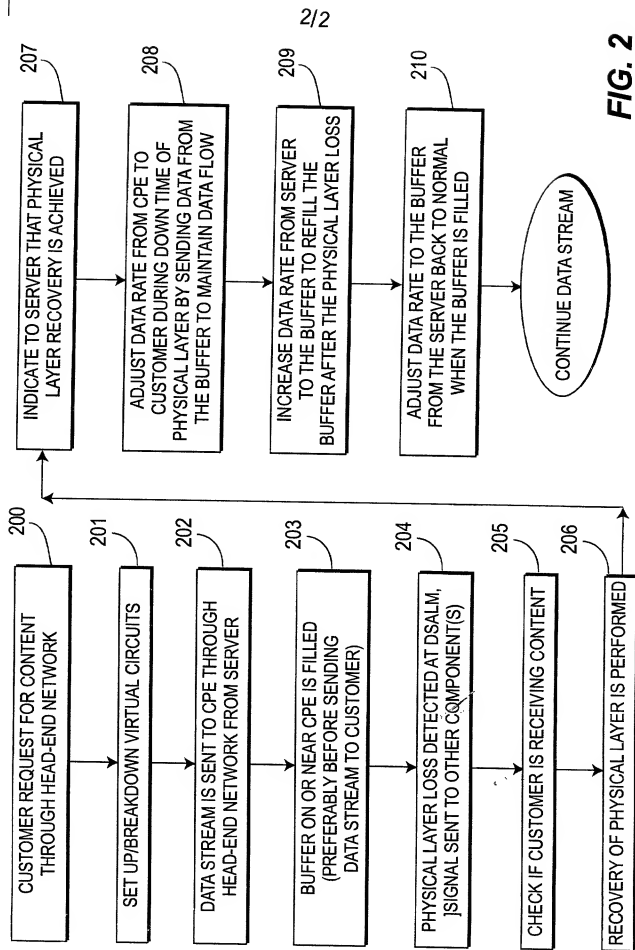 2/2
200
CUSTOMER REQUEST FOR CONTENT
THROUGH HEAD-END NETWORK
201
SET UP/BREAKDOWN VIRTUAL CIRCUITS
202
DATA STREAM IS SENT TO CPE THROUGH
HEAD-END NETWORK FROM SERVER
203
BUFFER ON OR NEAR CPE IS FILLED
(PREFERABLY BEFORE SENDING
DATA STREAM TO CUSTOMER)
204
PHYSICAL LAYER LOSS DETECTED AT DSALM,
]SIGNAL SENT TO OTHER COMPONENT(S)
205
CHECK IF CUSTOMER IS RECEIVING CONTENT
206
RECOVERY OF PHYSICAL LAYER IS PERFORMED
207
INDICATE TO SERVER THAT PHYSICAL
LAYER RECOVERY IS ACHIEVED
208
ADJUST DATA RATE FROM CPE TO
CUSTOMER DURING DOWN TIME OF
PHYSICAL LAYER BY SENDING DATA FROM
THE BUFFER TO MAINTAIN DATA FLOW
209
INCREASE DATA RATE FROM SERVER
TO THE BUFFER TO REFILL THE
BUFFER AFTER THE PHYSICAL LAYER LOSS
210
ADJUST DATA RATE TO THE BUFFER
FROM THE SERVER BACK TO NORMAL
WHEN THE BUFFER IS FILLED
CONTINUE DATA STREAM
FIG. 2